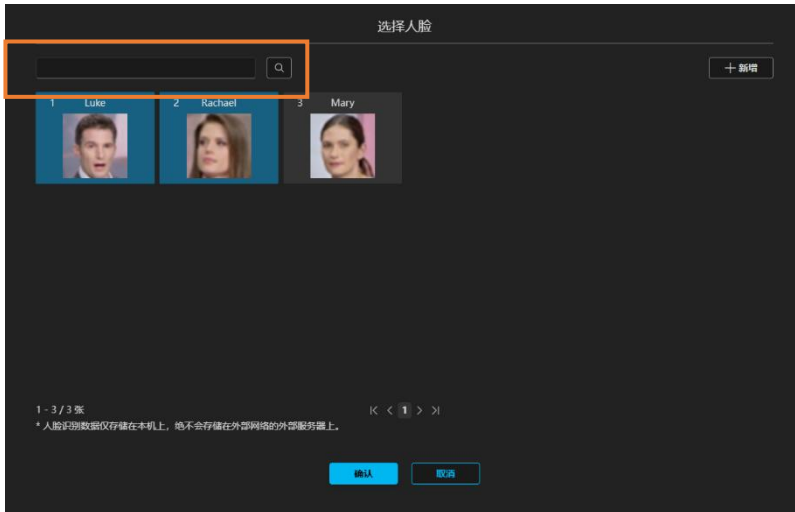 选择人脸
十 新增
1 Luke
2 Rachael
3 Mary
1 - 3 / 3 张
1
* 人脸识别数据仅存储在本机上，绝不会存储在外部网络的外部服务器上。
确认
取消